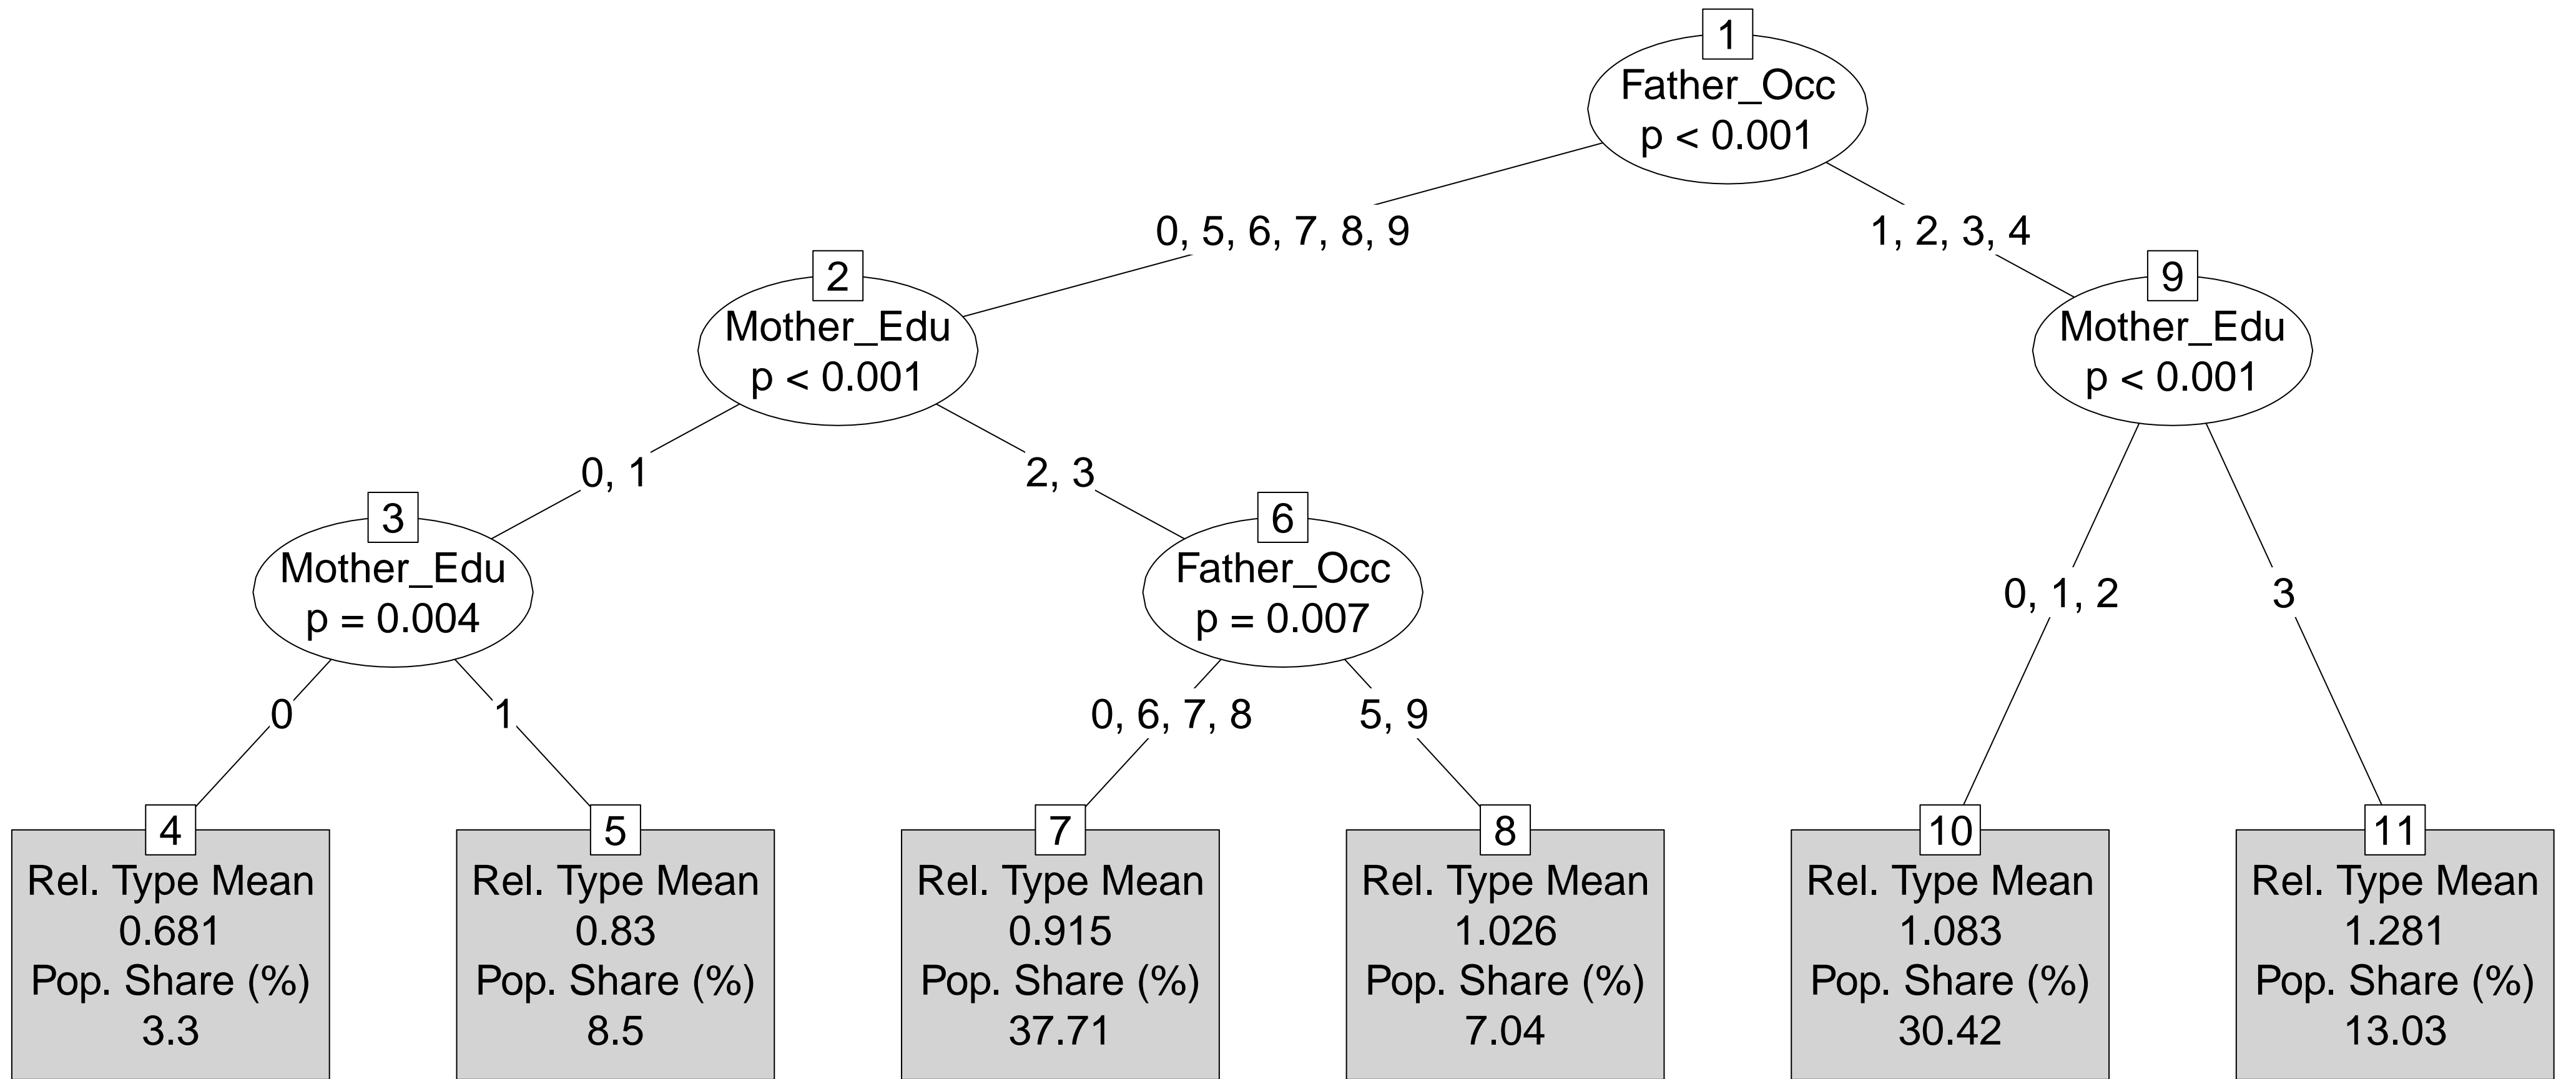 1
Father_Occ
p < 0.001
0, 5, 6, 7, 8, 9
1, 2, 3, 4
2
Mother_Edu
p < 0.001
9
Mother_Edu
p < 0.001
0, 1
2, 3
3
Mother_Edu
p = 0.004
6
Father_Occ
p = 0.007
0, 1, 2
3
0
1
0, 6, 7, 8
5, 9
4
Rel. Type Mean
0.681
Pop. Share (%)
3.3
5
Rel. Type Mean
0.83
Pop. Share (%)
8.5
7
Rel. Type Mean
0.915
Pop. Share (%)
37.71
8
Rel. Type Mean
1.026
Pop. Share (%)
7.04
10
Rel. Type Mean
1.083
Pop. Share (%)
30.42
11
Rel. Type Mean
1.281
Pop. Share (%)
13.03